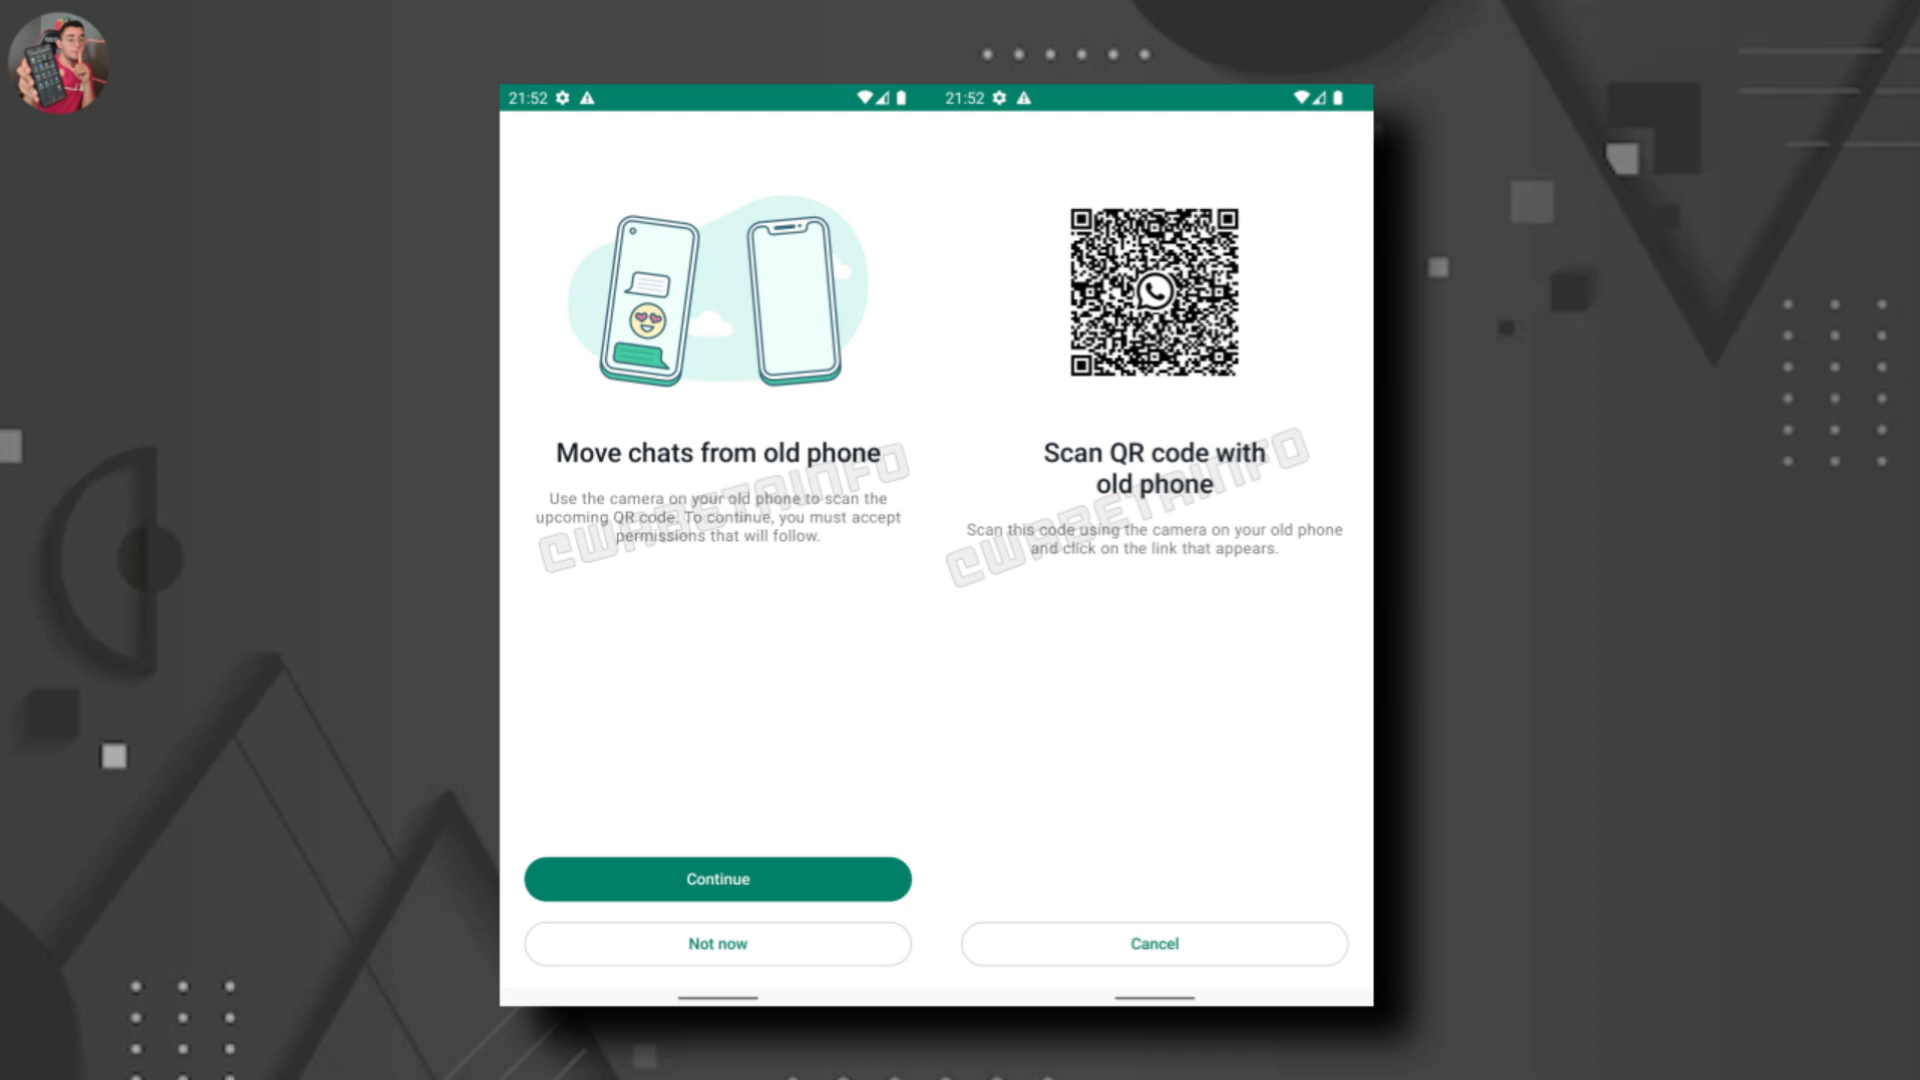 21:52
Move chats from old phone
Use the camera on your old phone to scan the
upcoming QR code. To continue, you must accept
permissions that will follow.
CWABETAINFO
Continue
Not now
21:52
Scan QR code with
old phone
Scan this code using the camera on your old phone
and click on the link that appears.
CWABETAINFO
Cancel